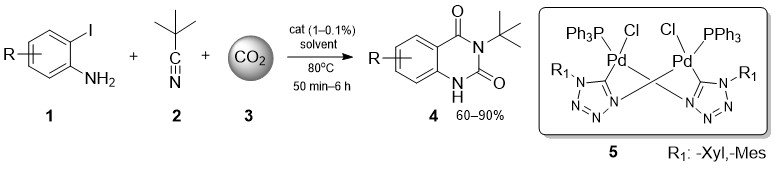 R
I
NH₂
1
+
C
N
2
+
CO₂
3
cat (1–0.1%)
solvent
80°C
50 min–6 h
R
O
N
O
NH
4 60–90%
Ph₃P Cl Cl PPh₃
Pd Pd
R₁ N N R₁
N N N N N N
5 R₁: -Xyl,-Mes